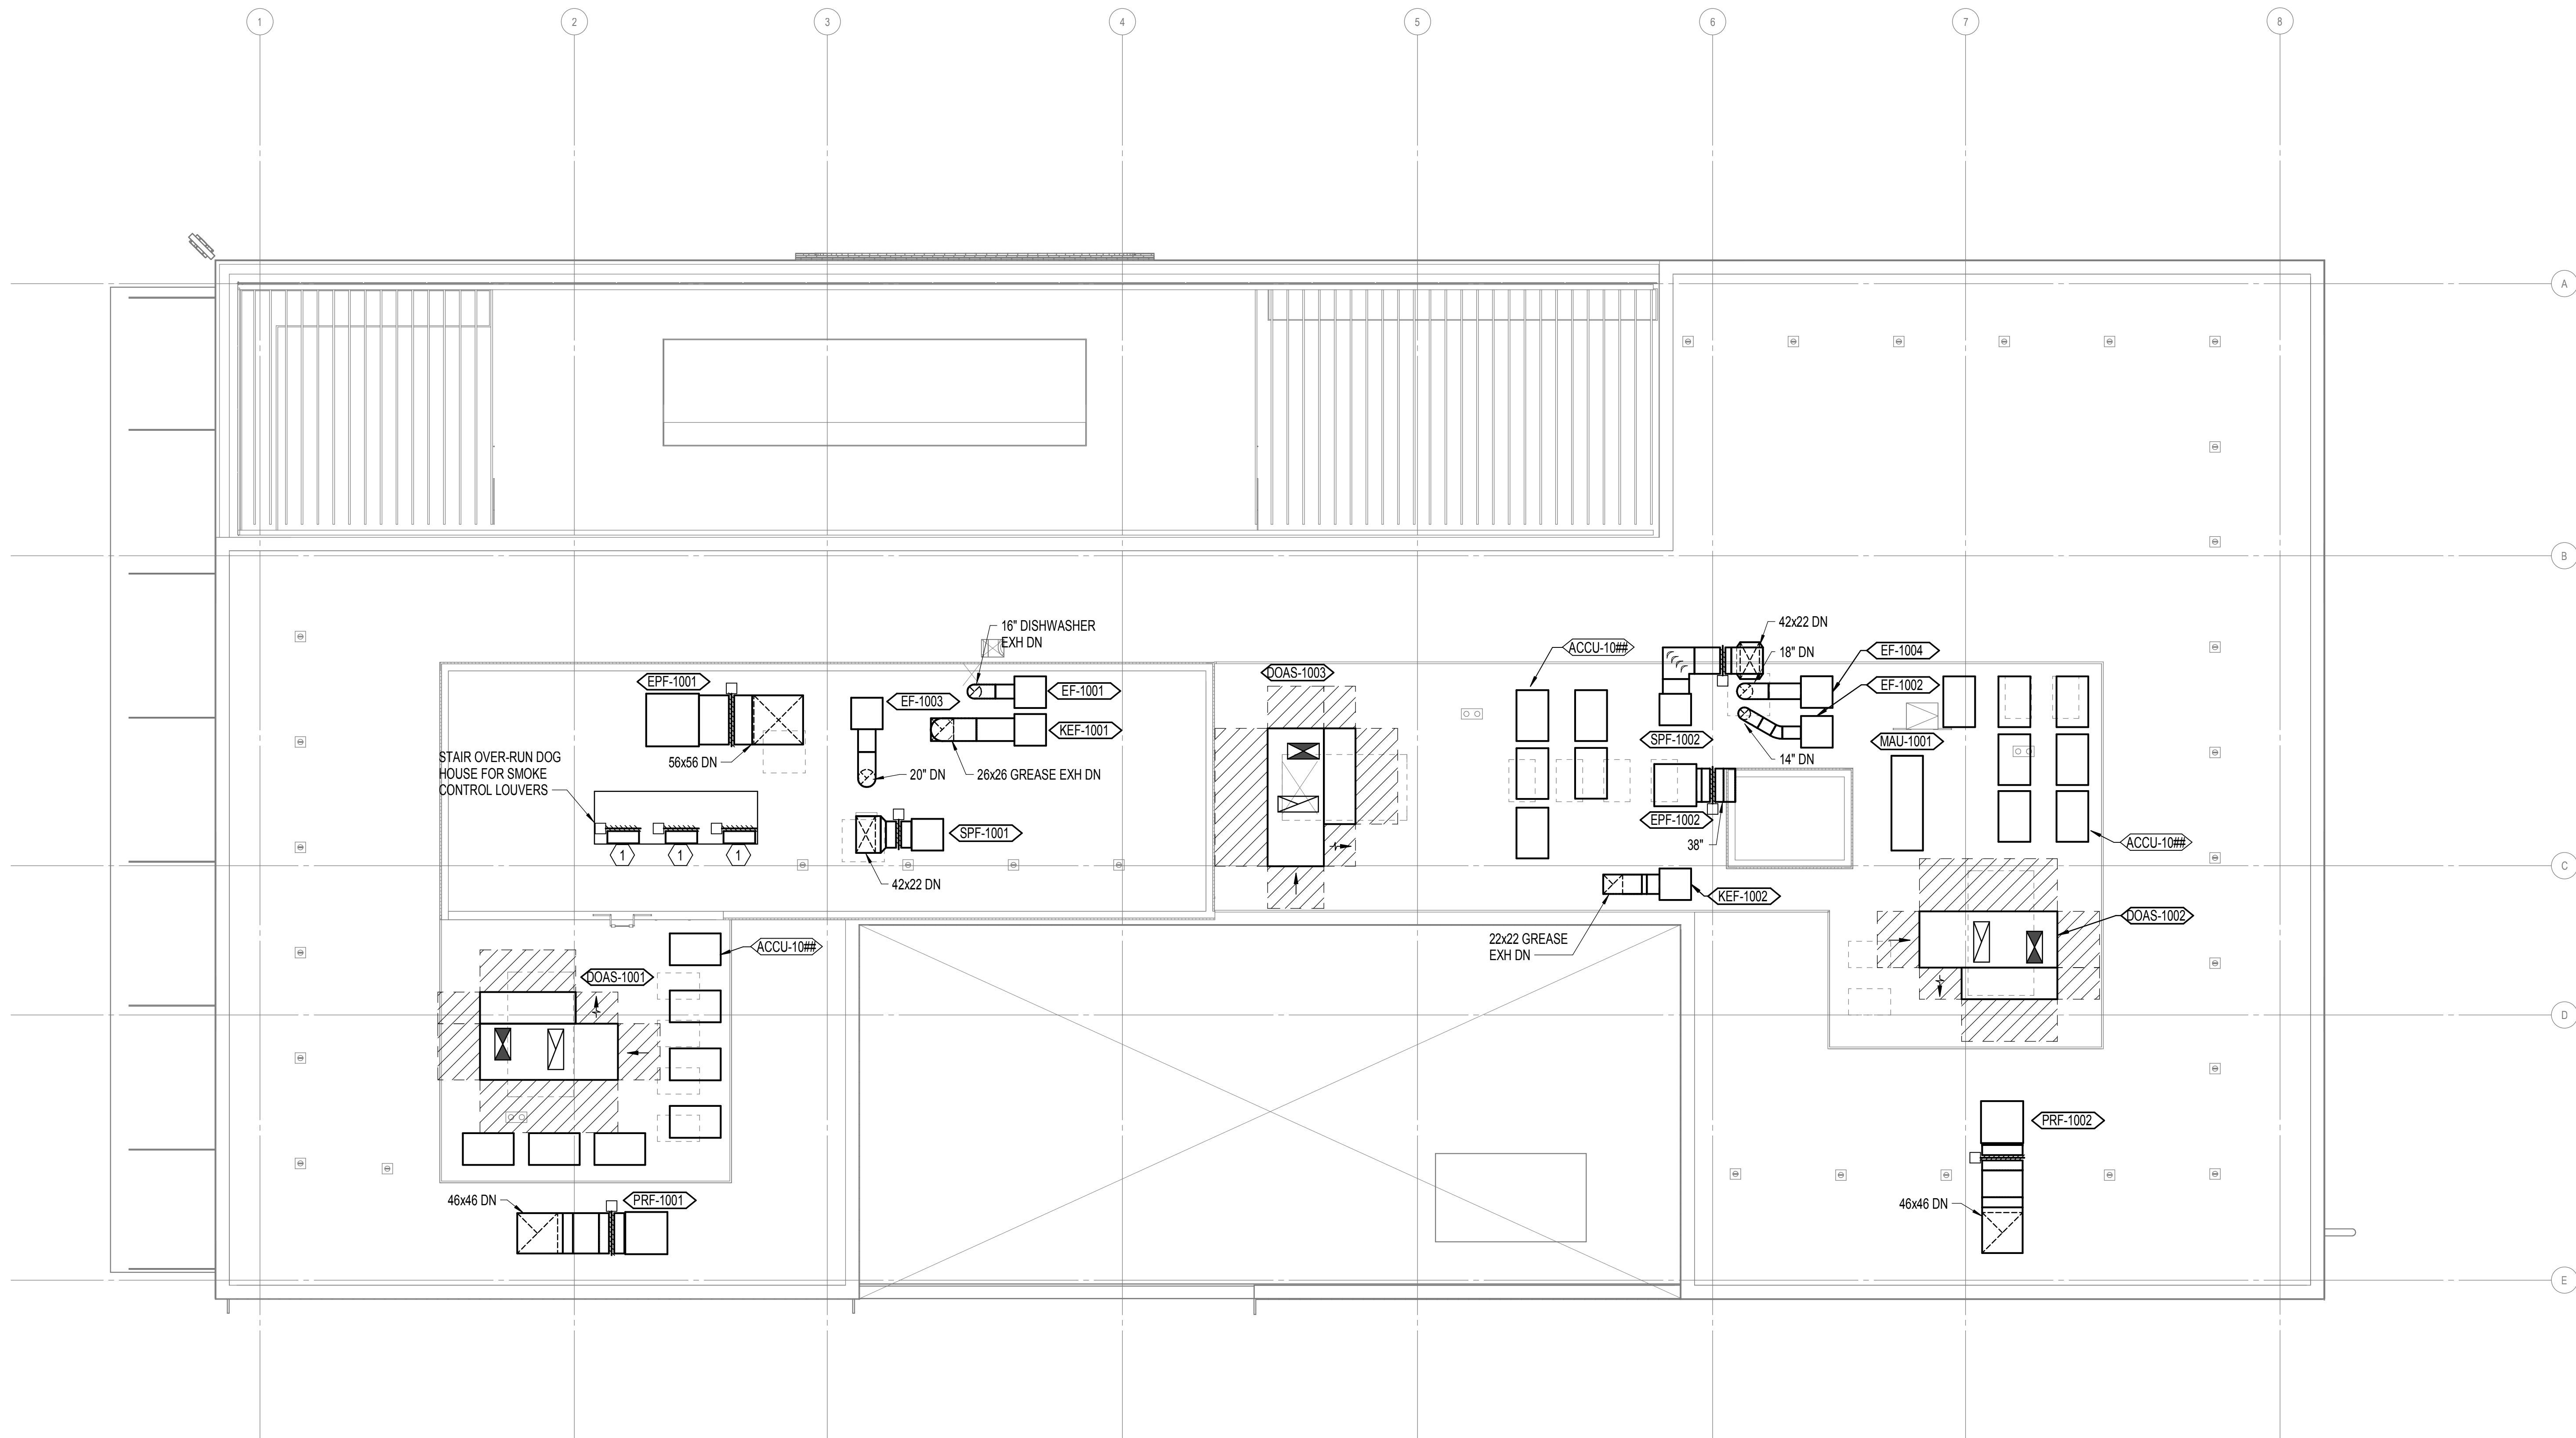 1
2
3
4
5
6
7
8
A
B
16" DISHWASHER
EXH DN
42x22 DN
ACCU-10##
18" DN
EF-1004
EPF-1001
EF-1003
EF-1001
DOAS-1003
EF-1002
KEF-1001
SPF-1002
MAU-1001
STAIR OVER-RUN DOG
HOUSE FOR SMOKE
CONTROL LOUVERS
56x56 DN
20" DN
26x26 GREASE EXH DN
14" DN
SPF-1001
EPF-1002
38"
ACCU-10##
1
1
1
42x22 DN
C
KEF-1002
22x22 GREASE
EXH DN
DOAS-1002
ACCU-10##
DOAS-1001
D
PRF-1002
46x46 DN
PRF-1001
46x46 DN
E